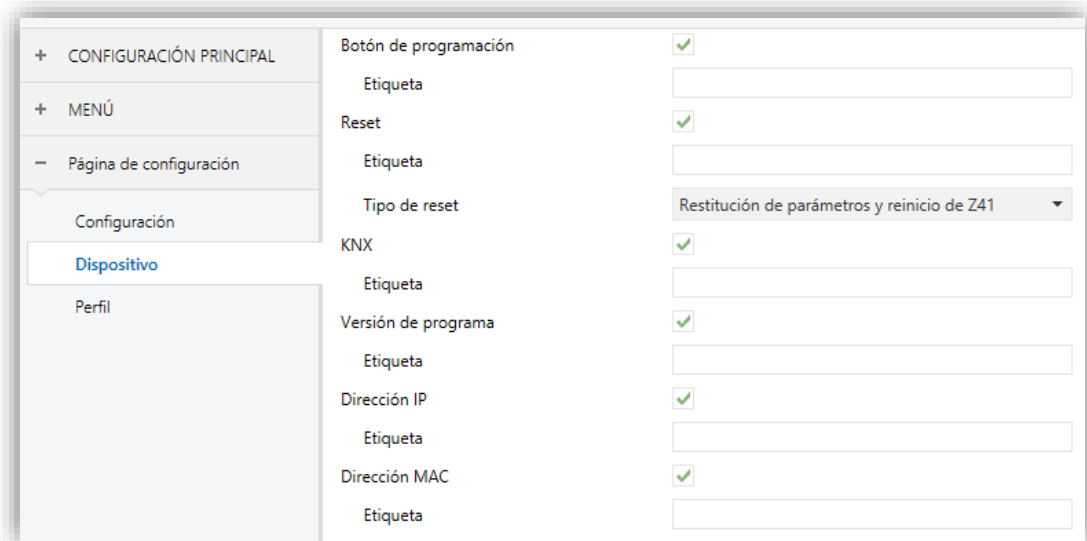 CONFIGURACIÓN PRINCIPAL
MENÚ
Página de configuración
Configuración
Dispositivo
Perfil
Botón de programación
Etiqueta
Reset
Etiqueta
Tipo de reset Restitución de parámetros y reinicio de Z41
KNX
Etiqueta
Versión de programa
Etiqueta
Dirección IP
Etiqueta
Dirección MAC
Etiqueta